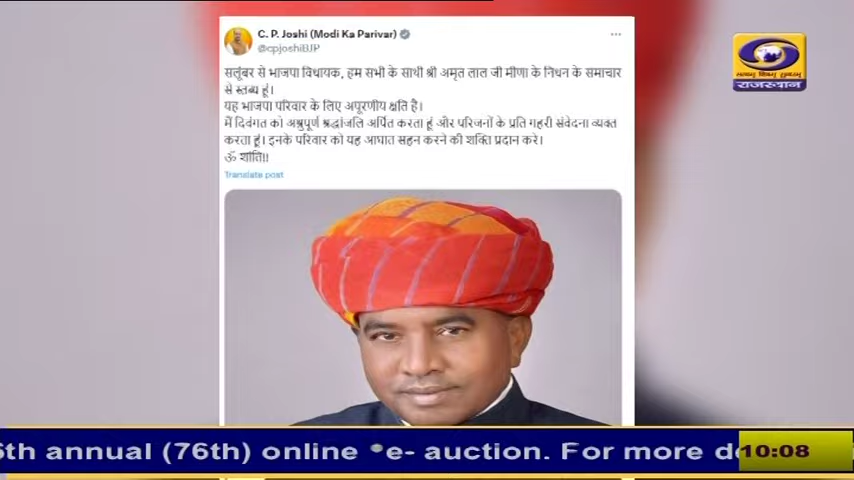 C. P. Joshi (Modi Ka Parivar)
@cpjoshiBJP
सलूंबर से भाजपा विधायक, हम सभी के साथी श्री अमृत लाल जी मीणा के निधन के समाचार
से स्तब्ध हूं।
यह भाजपा परिवार के लिए अपूरणीय क्षति है।
मैं दिवंगत को अश्रुपूर्ण श्रद्धांजलि अर्पित करता हूं और परिजनों के प्रति गहरी संवेदना व्यक्त
करता हूं। इनके परिवार को यह आघात सहन करने की शक्ति प्रदान करे।
ॐ शांति!!
Translate post
राजस्थान
6th annual (76th) online *e- auction. For more de
10:08